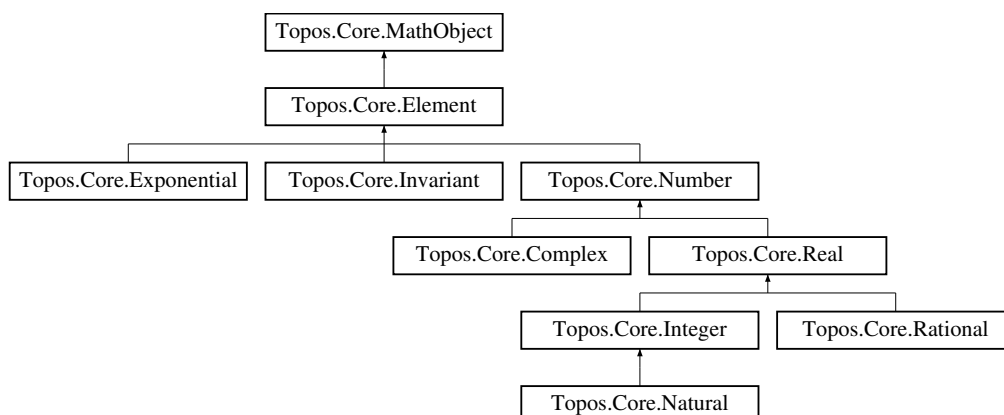 Topos.Core.MathObject
Topos.Core.Element
Topos.Core.Exponential
Topos.Core.Invariant
Topos.Core.Number
Topos.Core.Complex
Topos.Core.Real
Topos.Core.Integer
Topos.Core.Rational
Topos.Core.Natural